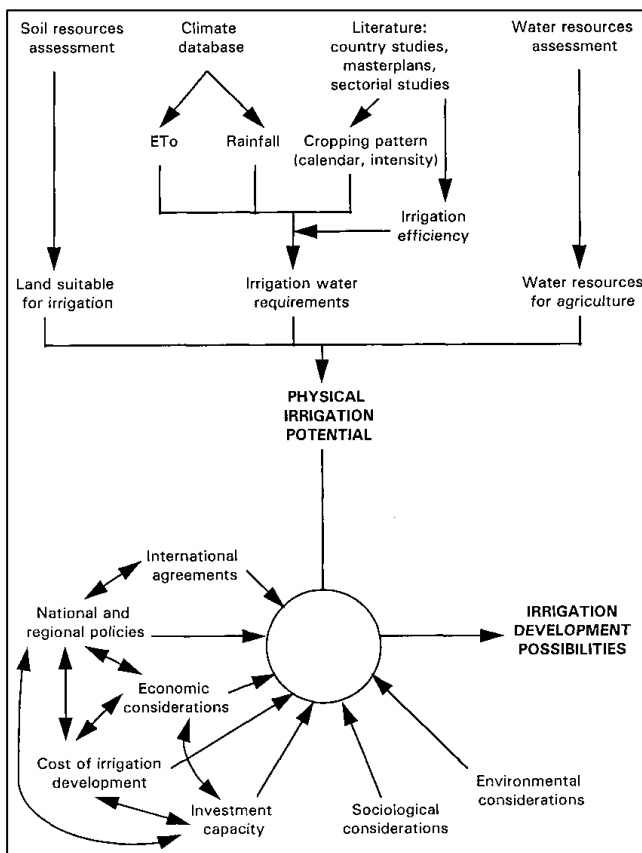 Soil resources
assessment
Climate
database
Literature:
country studies,
masterplans,
sectorial studies
Water resources
assessment
ETo
Rainfall
Cropping pattern
(calendar, intensity)
Irrigation
efficiency
Land suitable
for irrigation
Irrigation water
requirements
Water resources
for agriculture
PHYSICAL
IRRIGATION
POTENTIAL
International
agreements
National and
regional policies
IRRIGATION
DEVELOPMENT
POSSIBILITIES
Economic
considerations
Cost of irrigation
development
Investment
capacity
Sociological
considerations
Environmental
considerations